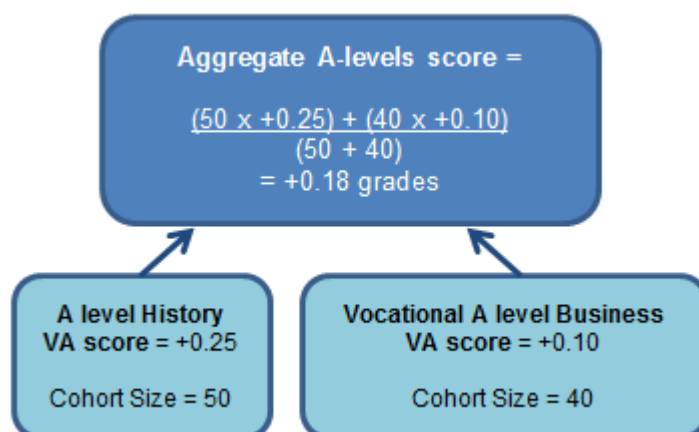 Aggregate A-levels score =
(50 x +0.25) + (40 x +0.10)
(50 + 40)
= +0.18 grades
A level History
VA score = +0.25
Cohort Size = 50
Vocational A level Business
VA score = +0.10
Cohort Size = 40